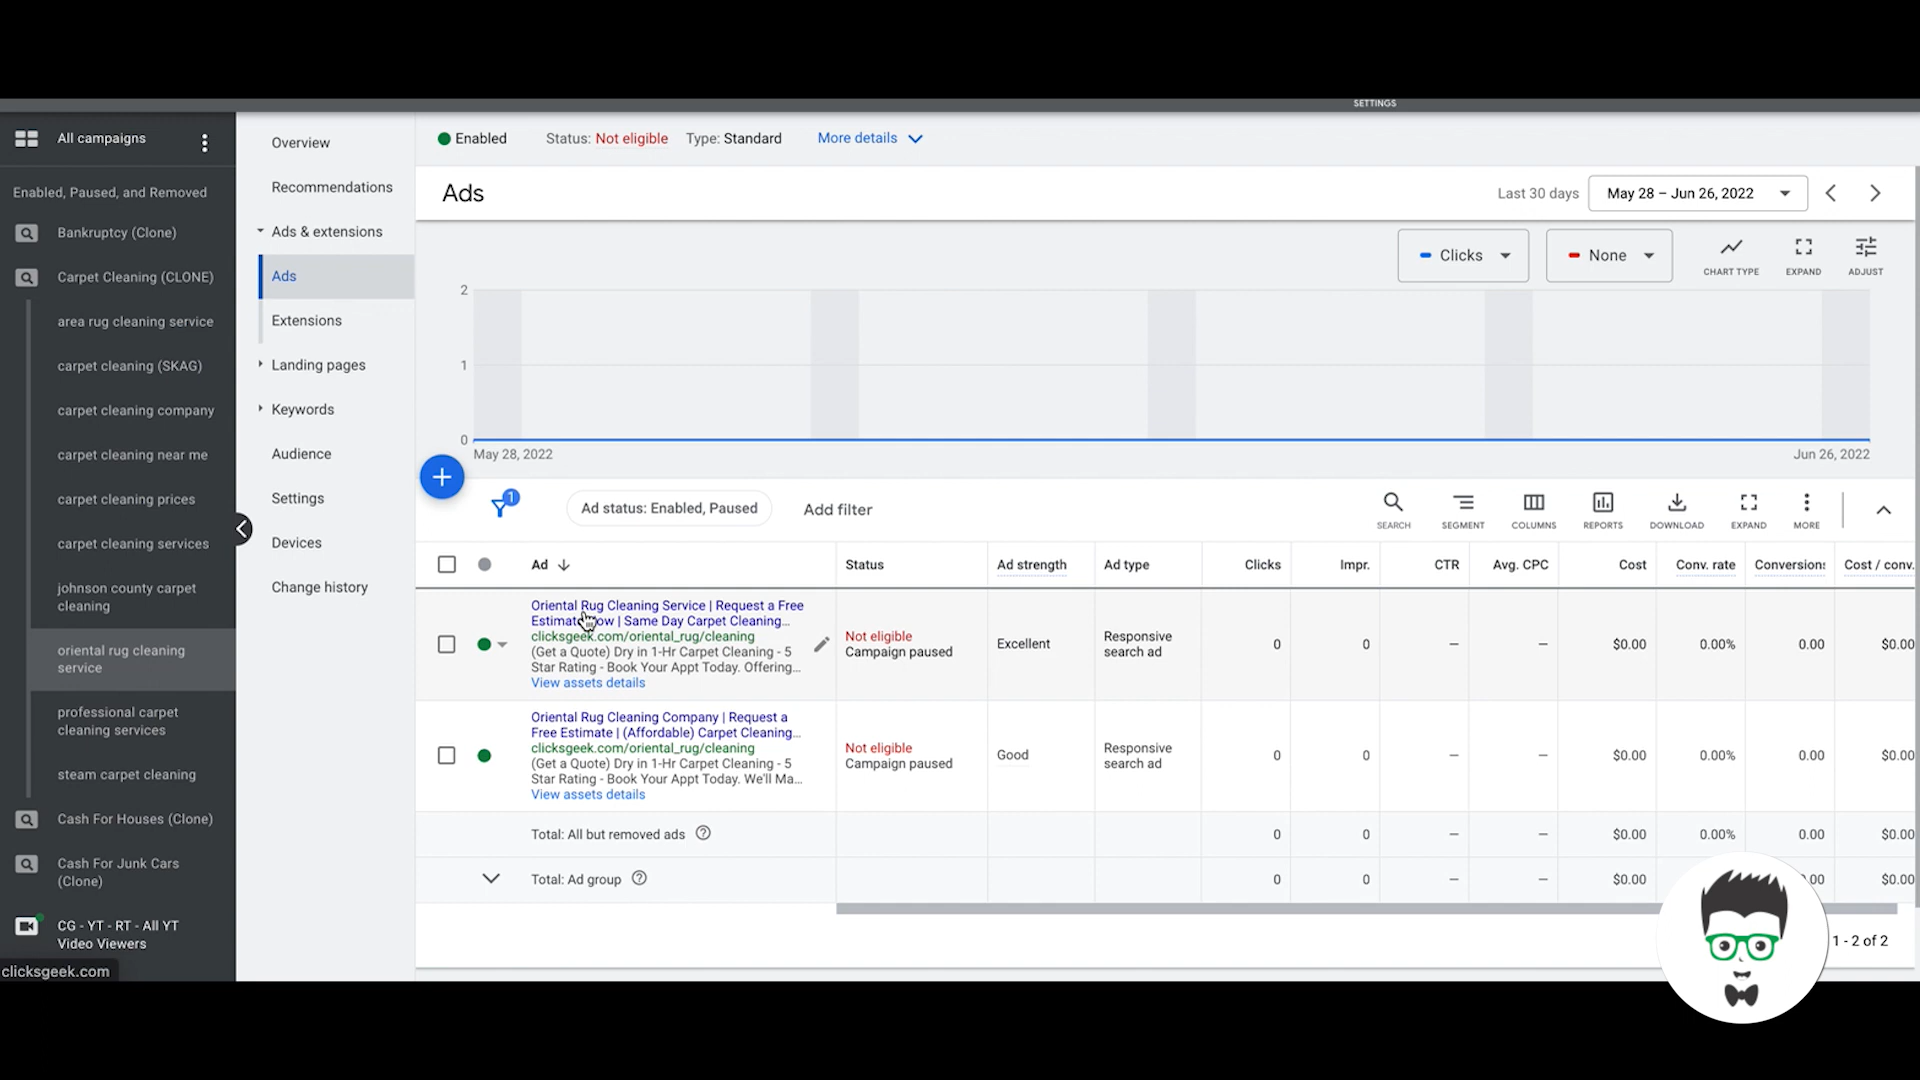 SETTINGS
All campaigns
Enabled, Paused, and Removed
Bankruptcy (Clone)
Carpet Cleaning (CLONE)
area rug cleaning service
carpet cleaning (SKAG)
carpet cleaning company
carpet cleaning near me
carpet cleaning prices
carpet cleaning services
johnson county carpet
cleaning
oriental rug cleaning
service
professional carpet
cleaning services
steam carpet cleaning
Cash For Houses (Clone)
Cash For Junk Cars
(Clone)
CG - YT - RT - All YT
Video Viewers
clicksgeek.com
Overview
Recommendations
Ads & extensions
Ads
Extensions
Landing pages
Keywords
Audience
Settings
Devices
Change history
Enabled Status: Not eligible Type: Standard More details
Ads
Last 30 days May 28 – Jun 26, 2022
Clicks None CHART TYPE EXPAND ADJUST
2
1
0
May 28, 2022 Jun 26, 2022
1 Ad status: Enabled, Paused Add filter SEARCH SEGMENT COLUMNS REPORTS DOWNLOAD EXPAND MORE
Ad Status Ad strength Ad type Clicks Impr. CTR Avg. CPC Cost Conv. rate Conversions Cost / conv.
Oriental Rug Cleaning Service | Request a Free
Estimate Now | Same Day Carpet Cleaning...
clicksgeek.com/oriental_rug/cleaning
(Get a Quote) Dry in 1-Hr Carpet Cleaning - 5
Star Rating - Book Your Appt Today. Offering...
View assets details
Not eligible
Campaign paused
Excellent
Responsive
search ad
0 0 – – $0.00 0.00% 0.00 $0.00
Oriental Rug Cleaning Company | Request a
Free Estimate | (Affordable) Carpet Cleaning...
clicksgeek.com/oriental_rug/cleaning
(Get a Quote) Dry in 1-Hr Carpet Cleaning - 5
Star Rating - Book Your Appt Today. We'll Ma...
View assets details
Not eligible
Campaign paused
Good
Responsive
search ad
0 0 – – $0.00 0.00% 0.00 $0.00
Total: All but removed ads 0 0 – – $0.00 0.00% 0.00 $0.00
Total: Ad group 0 0 – – $0.00 .00 $0.00
1 - 2 of 2